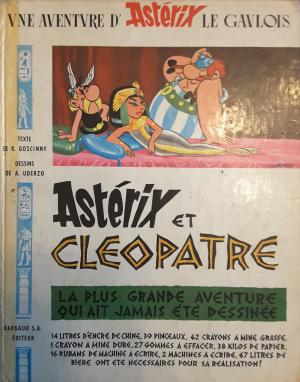 VNE AVENTVRE D' Astérix LE GAVLOIS
TEXTE
DE R. GOSCINNY
DESSINS
DE A. UDERZO
Astérix ET
CLEOPATRE
LA PLUS GRANDE AVENTURE
QUI AIT JAMAIS ÉTÉ DESSINÉE
14 LITRES D'ENCRE DE CHINE, 30 PINCEAUX, 62 CRAYONS A MINE GRASSE,
1 CRAYON A MINE DURE, 27 GOMMES A EFFACER, 38 KILOS DE PAPIER,
16 RUBANS DE MACHINE A ECRIRE, 2 MACHINES A ECRIRE, 67 LITRES DE
BIERE ONT ETE NECESSAIRES POUR SA REALISATION!
DARGAUD S.A.
ÉDITEUR